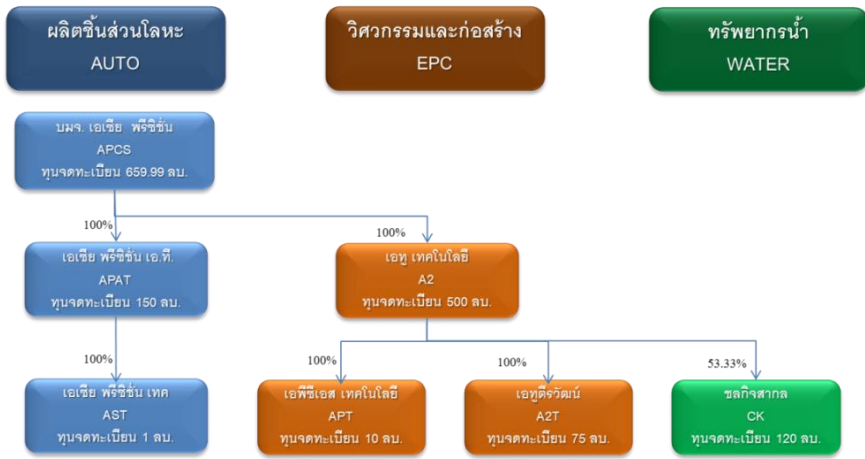 ผลิตชิ้นส่วนโลหะ
AUTO
วิศวกรรมและก่อสร้าง
EPC
ทรัพยากรน้ำ
WATER
บมจ. เอเซีย พรีซิชั่น
APCS
ทุนจดทะเบียน 659.99 ลบ.
100%
100%
เอเซีย พรีซิชั่น เอ.ที.
APAT
ทุนจดทะเบียน 150 ลบ.
เอทู เทคโนโลยี
A2
ทุนจดทะเบียน 500 ลบ.
100%
100%
100%
53.33%
เอเซีย พรีซิชั่น เทค
AST
ทุนจดทะเบียน 1 ลบ.
เอพีซีเอส เทคโนโลยี
APT
ทุนจดทะเบียน 10 ลบ.
เอทูตีรวัฒน์
A2T
ทุนจดทะเบียน 75 ลบ.
ชลกิจสากล
CK
ทุนจดทะเบียน 120 ลบ.